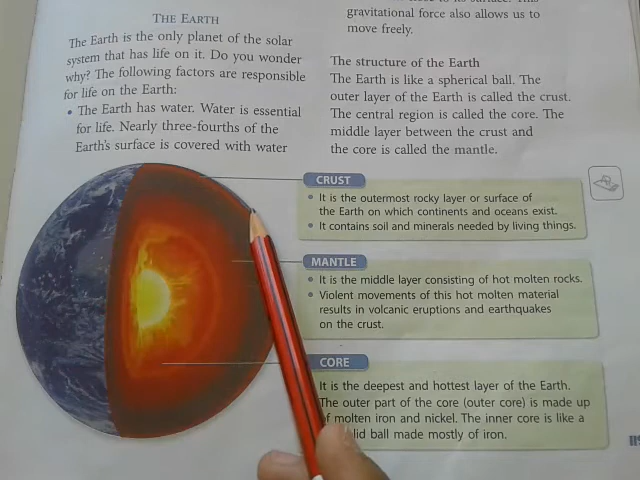 THE EARTH
The Earth is the only planet of the solar
system that has life on it. Do you wonder
why? The following factors are responsible
for life on the Earth:
• The Earth has water. Water is essential
for life. Nearly three-fourths of the
Earth's surface is covered with water
gravitational force also allows us to
move freely.
The structure of the Earth
The Earth is like a spherical ball. The
outer layer of the Earth is called the crust.
The central region is called the core. The
middle layer between the crust and
the core is called the mantle.
CRUST
• It is the outermost rocky layer or surface of
the Earth on which continents and oceans exist.
• It contains soil and minerals needed by living things.
MANTLE
• It is the middle layer consisting of hot molten rocks.
• Violent movements of this hot molten material
results in volcanic eruptions and earthquakes
on the crust.
CORE
It is the deepest and hottest layer of the Earth.
The outer part of the core (outer core) is made up
of molten iron and nickel. The inner core is like a
ball made mostly of iron.